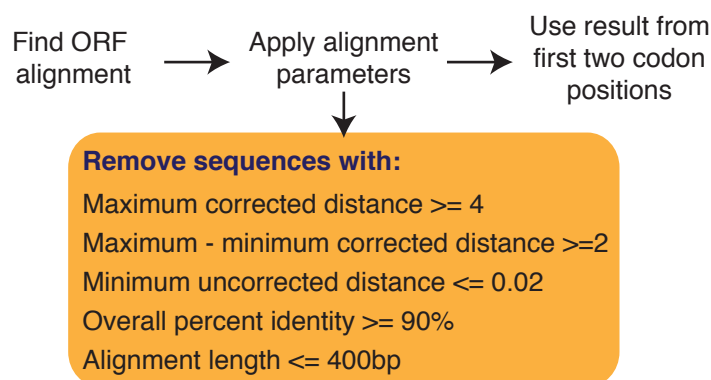 Find ORF
alignment
Apply alignment
parameters
Use result from
first two codon
positions
Remove sequences with:
Maximum corrected distance >= 4
Maximum - minimum corrected distance >=2
Minimum uncorrected distance <= 0.02
Overall percent identity >= 90%
Alignment length <= 400bp